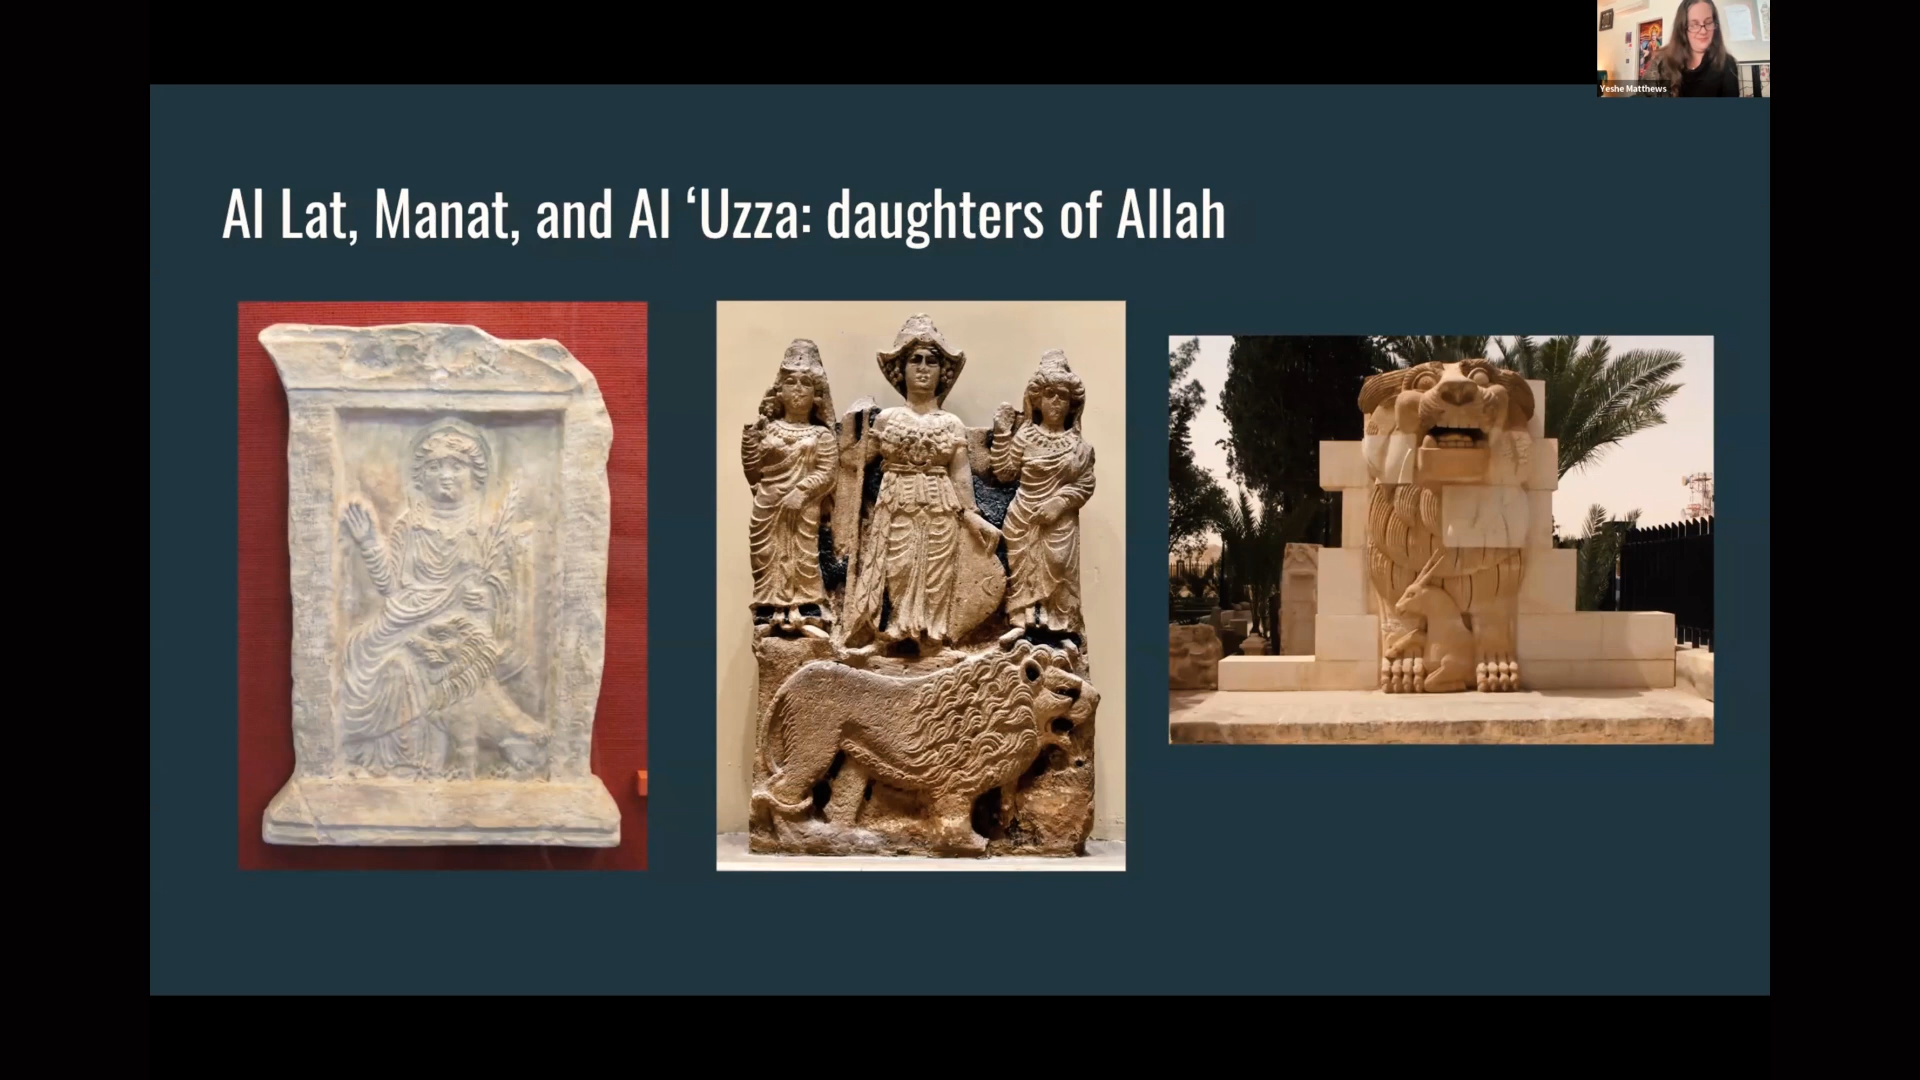 Yeshe Matthews
Al Lat, Manat, and Al ‘Uzza: daughters of Allah